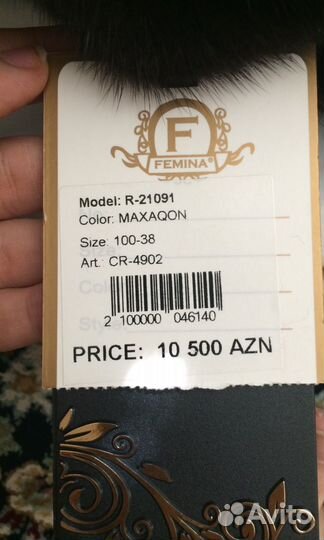 F
FEMINA®
Model: R-21091
Color: MAXAQON
Size: 100-38
Art. CR-4902
2 100000 046140
PRICE: 10 500 AZN
Avito